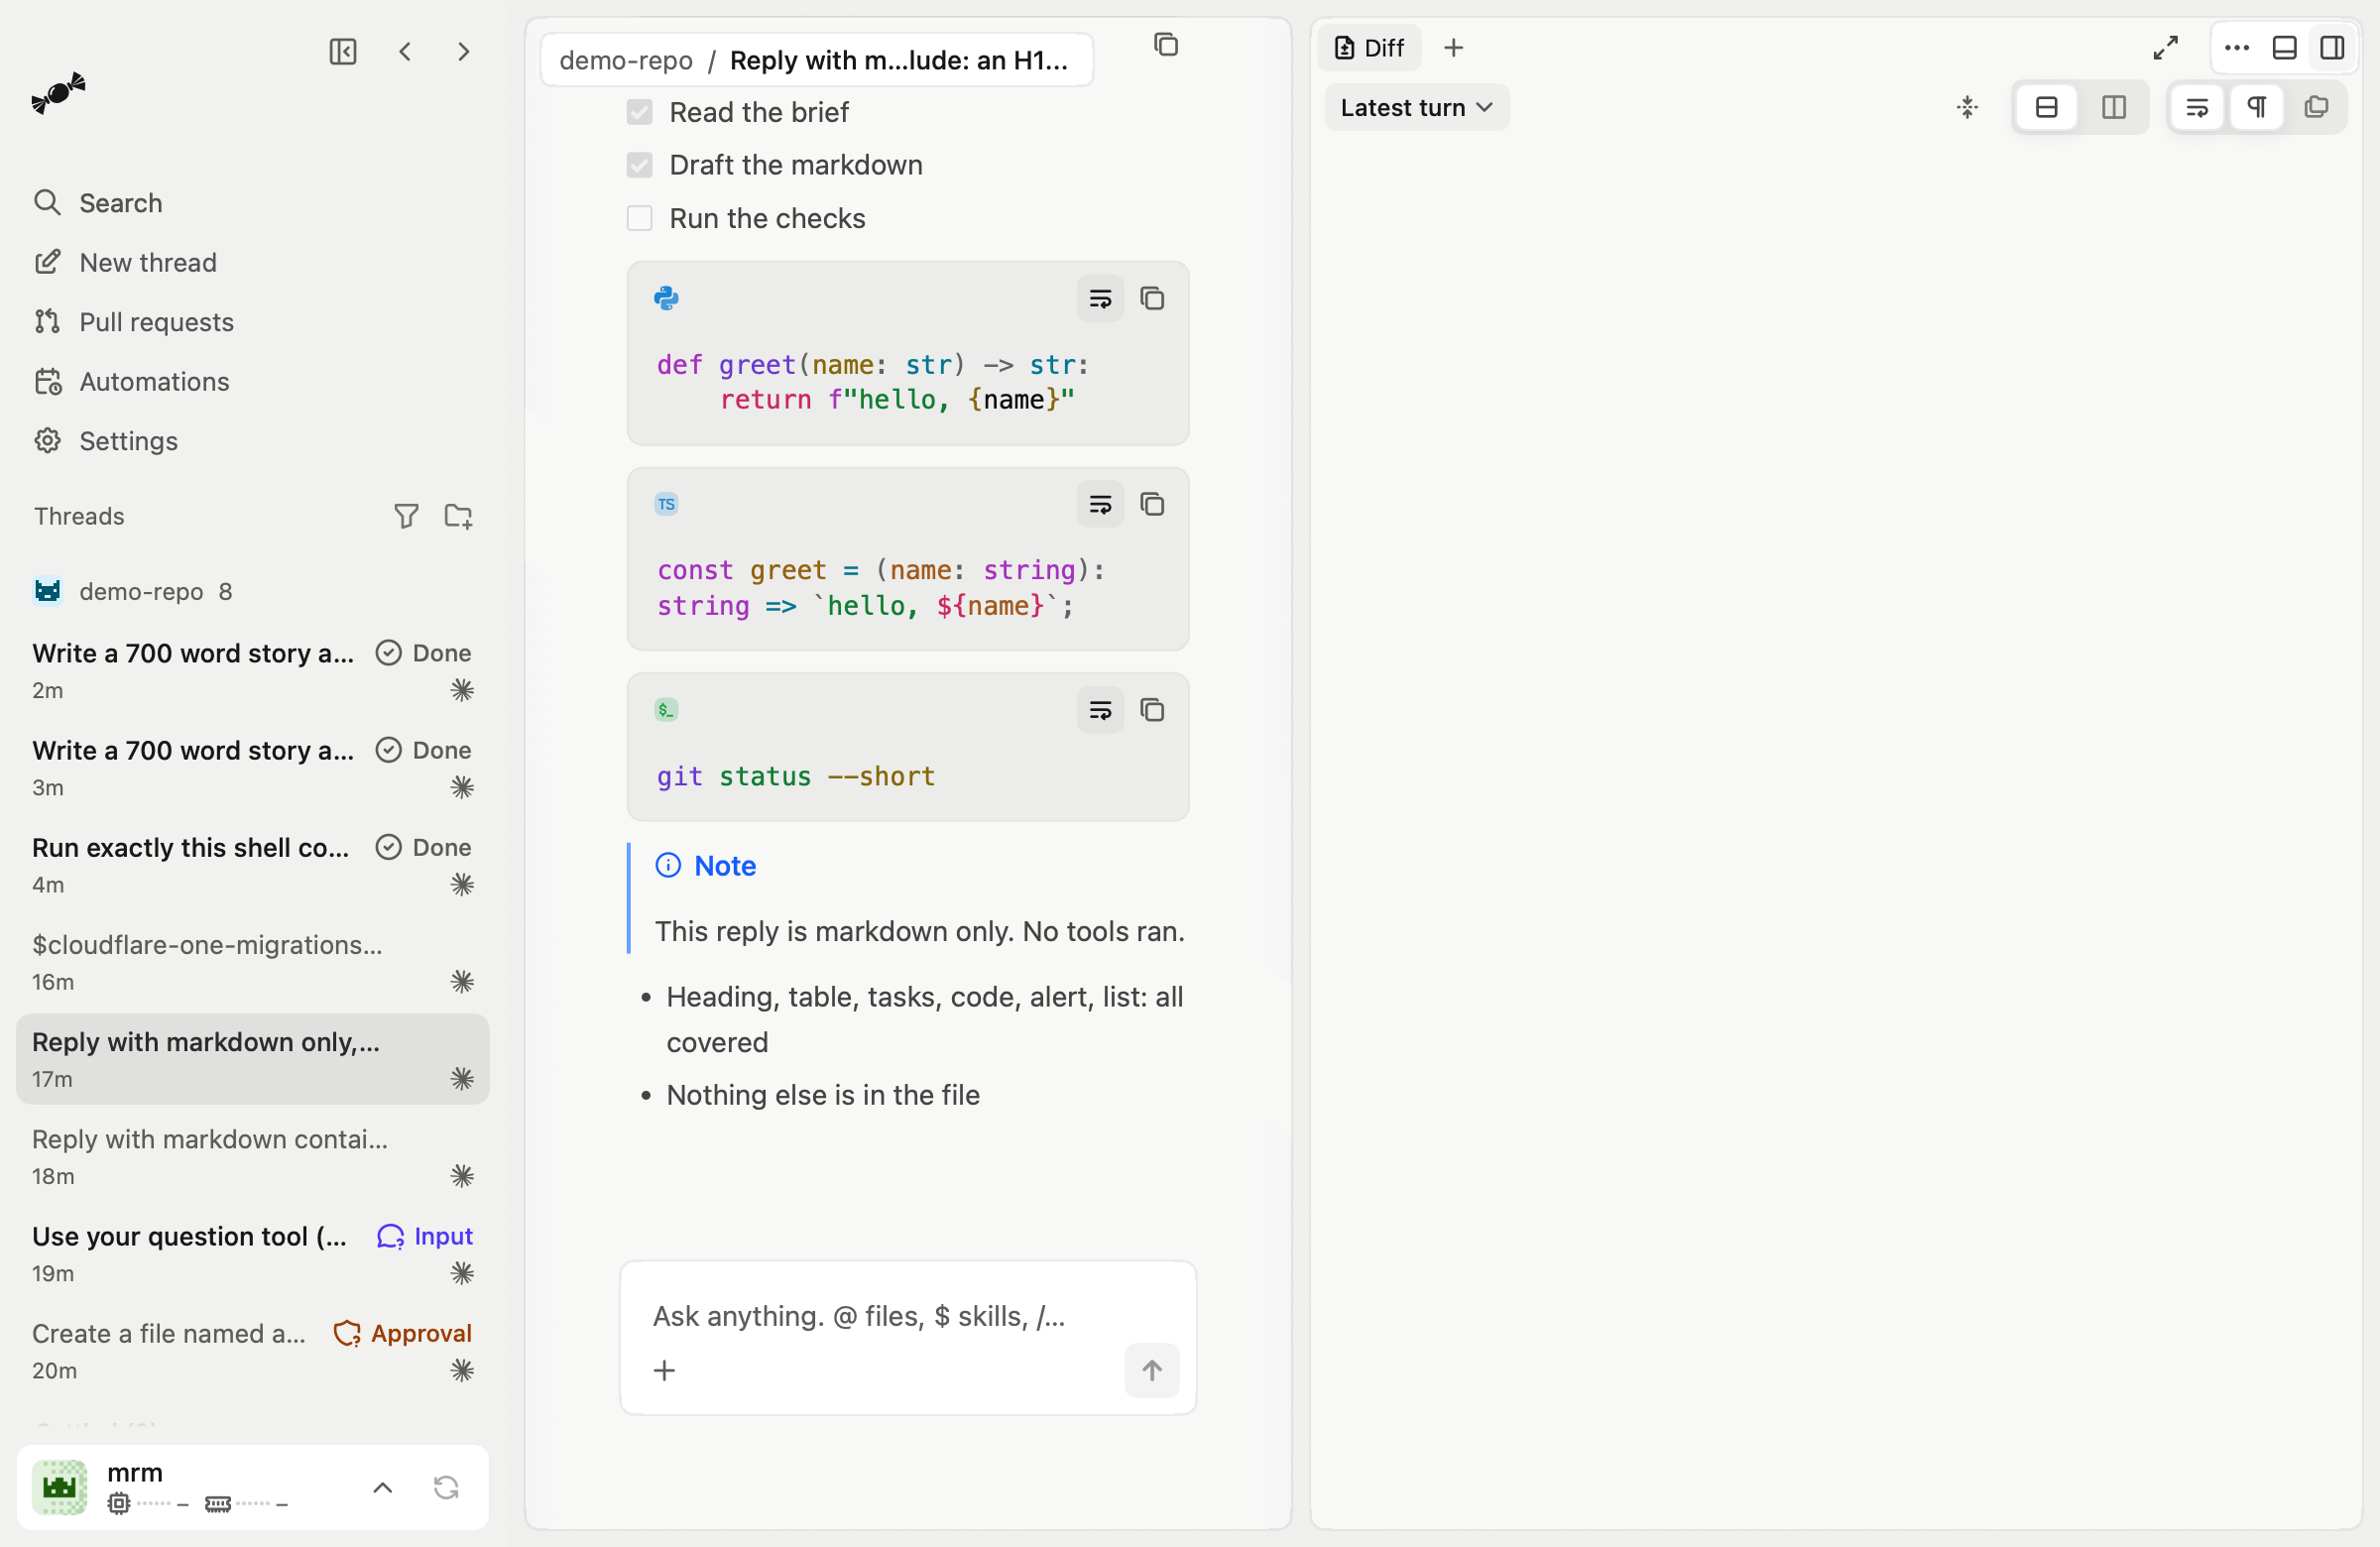 Search
New thread
Pull requests
Automations
Settings
Threads
demo-repo 8
Write a 700 word story a... Done
2m
Write a 700 word story a... Done
3m
Run exactly this shell co... Done
4m
$cloudflare-one-migrations...
16m
Reply with markdown only,...
17m
Reply with markdown contai...
18m
Use your question tool (... Input
19m
Create a file named a... Approval
20m
mrm
demo-repo / Reply with m...lude: an H1...
Read the brief
Draft the markdown
Run the checks
def greet(name: str) -> str:
    return f"hello, {name}"
TS
const greet = (name: string):
string => `hello, ${name}`;
$_
git status --short
Note
This reply is markdown only. No tools ran.
• Heading, table, tasks, code, alert, list: all
covered
• Nothing else is in the file
Ask anything. @ files, $ skills, /...
Diff
Latest turn